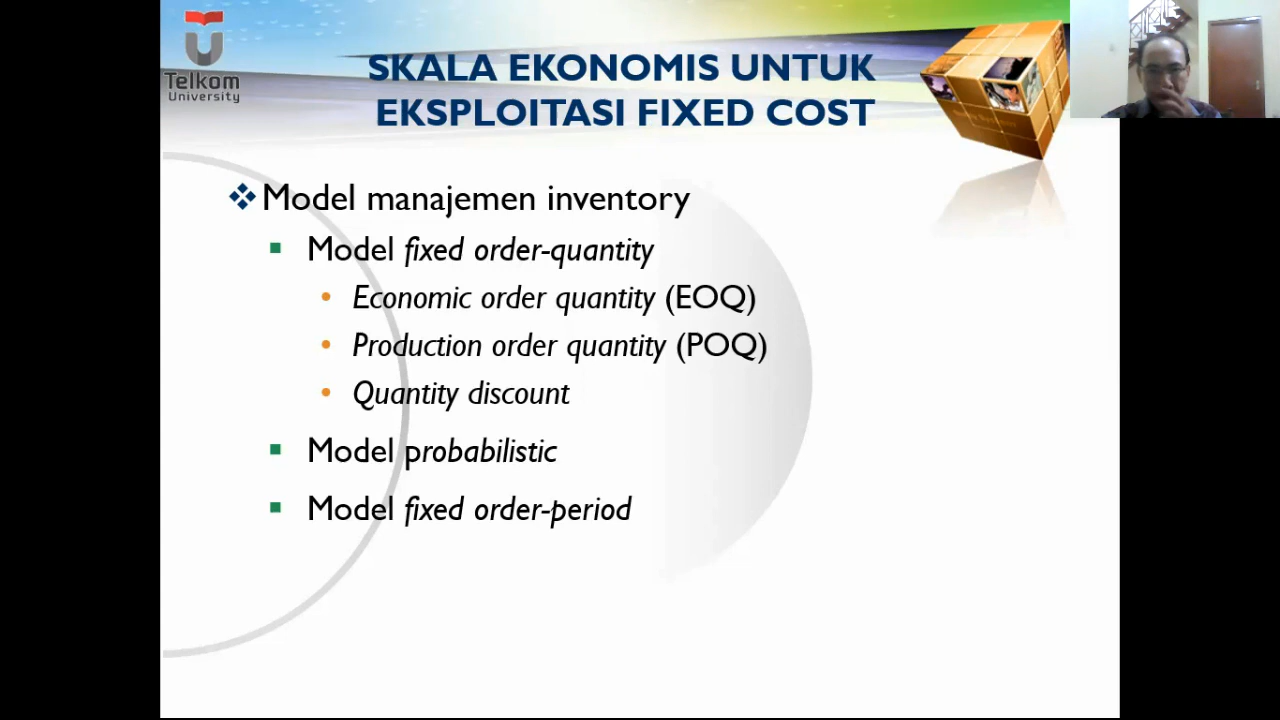 Telkom
University
SKALA EKONOMIS UNTUK
EKSPLOITASI FIXED COST
Model manajemen inventory
Model fixed order-quantity
Economic order quantity (EOQ)
Production order quantity (POQ)
Quantity discount
Model probabilistic
Model fixed order-period